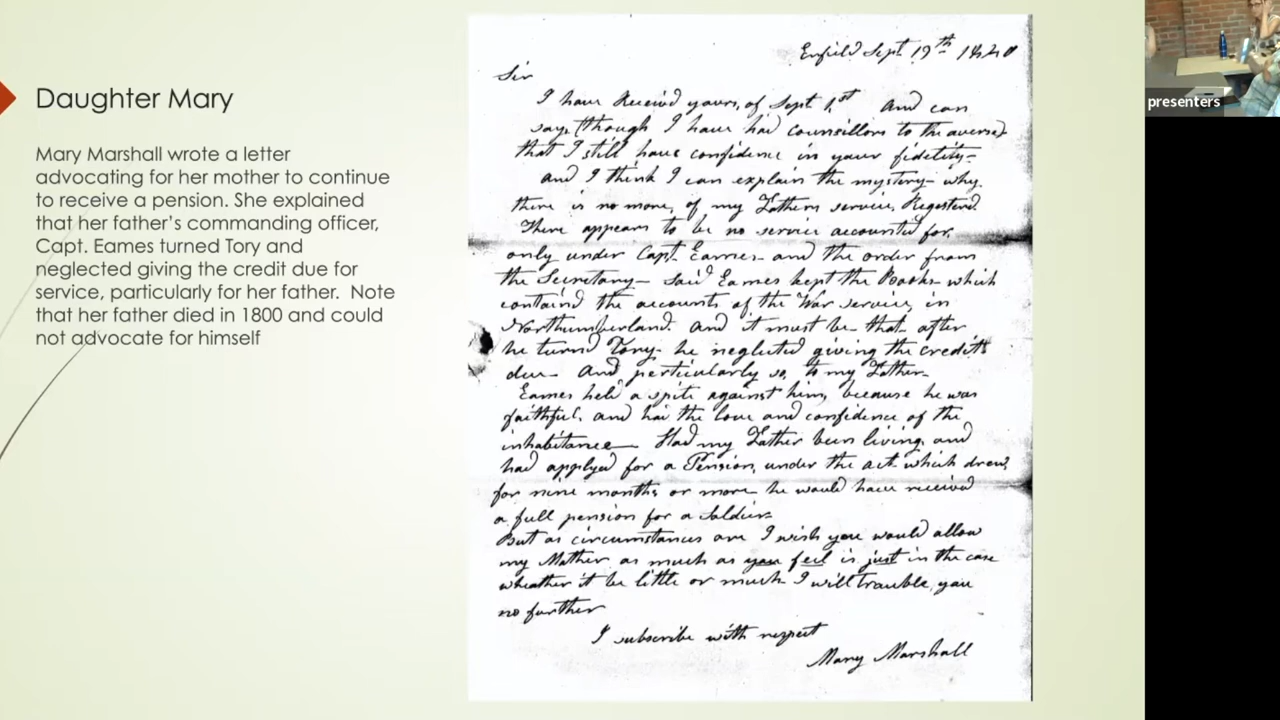 Daughter Mary
Mary Marshall wrote a letter
advocating for her mother to continue
to receive a pension. She explained
that her father's commanding officer,
Capt. Eames turned Tory and
neglected giving the credit due for
service, particularly for her father.  Note
that her father died in 1800 and could
not advocate for himself
Enfield Sept 19th 1840
Sir
I have Received yours, of Sept 1st And can
say, (though I have had counsillors to the averse)
that I still have confidence in your fidelity-
and I think I can explain the mystery- why
there is no more, of my Fathers service, Registerd.
There appears to be no service accounted for,
only under Capt. Eames- and the order from
the Secretary- said Eames kept the Books which
containd the accounts of the War service, in
Northumberland. and it must be- that- after
he turnd Tory- he neglected giving the credits
due- And perticularly so, to my Father-
Eames held a spite against him, because he was
faithful, and had the love and confidence of the
inhabitance- Had my Father been living, and
had applyed for a Pension, under the act- which drew,
for nine months or more- he would have received
a full pension for a Soldier-
But as circumstances are I wish you would allow
my Mother as much as you feel is just in the case
wheather it be little or much I will trouble, you
no further
I subscribe with respect
Mary Marshall
presenters